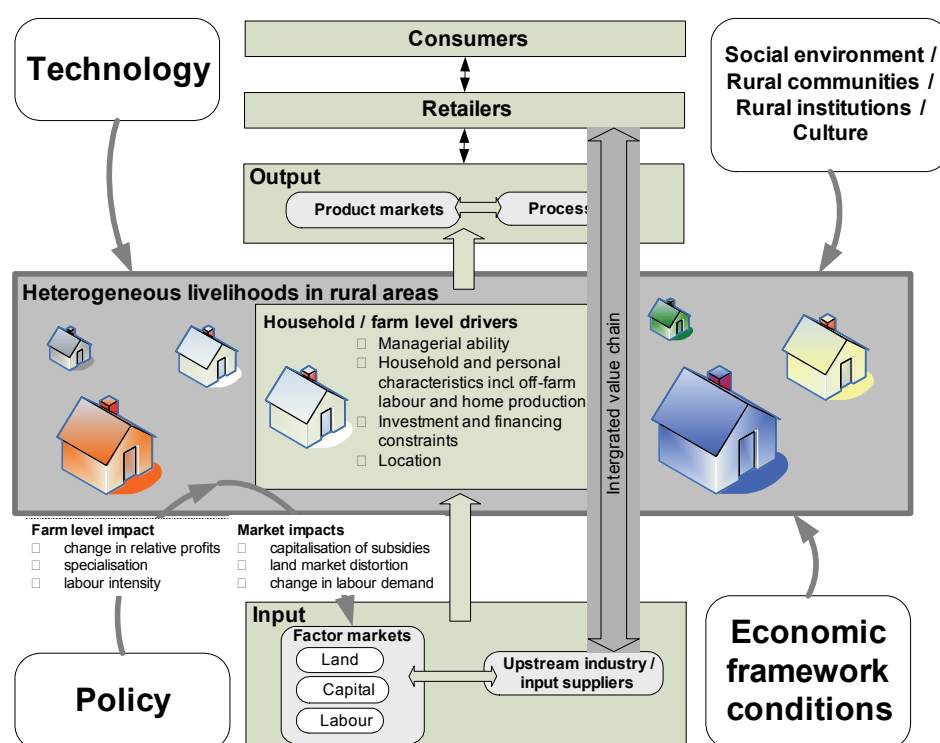 Technology
Consumers
Retailers
Social environment /
Rural communities /
Rural institutions /
Culture
Output
Product markets
Process
Heterogeneous livelihoods in rural areas
Household / farm level drivers
Managerial ability
Household and personal
characteristics incl. off-farm
labour and home production
Investment and financing
constraints
Location
Intergrated value chain
Farm level impact
change in relative profits
specialisation
labour intensity
Market impacts
capitalisation of subsidies
land market distortion
change in labour demand
Input
Factor markets
Land
Capital
Labour
Upstream industry /
input suppliers
Policy
Economic
framework
conditions